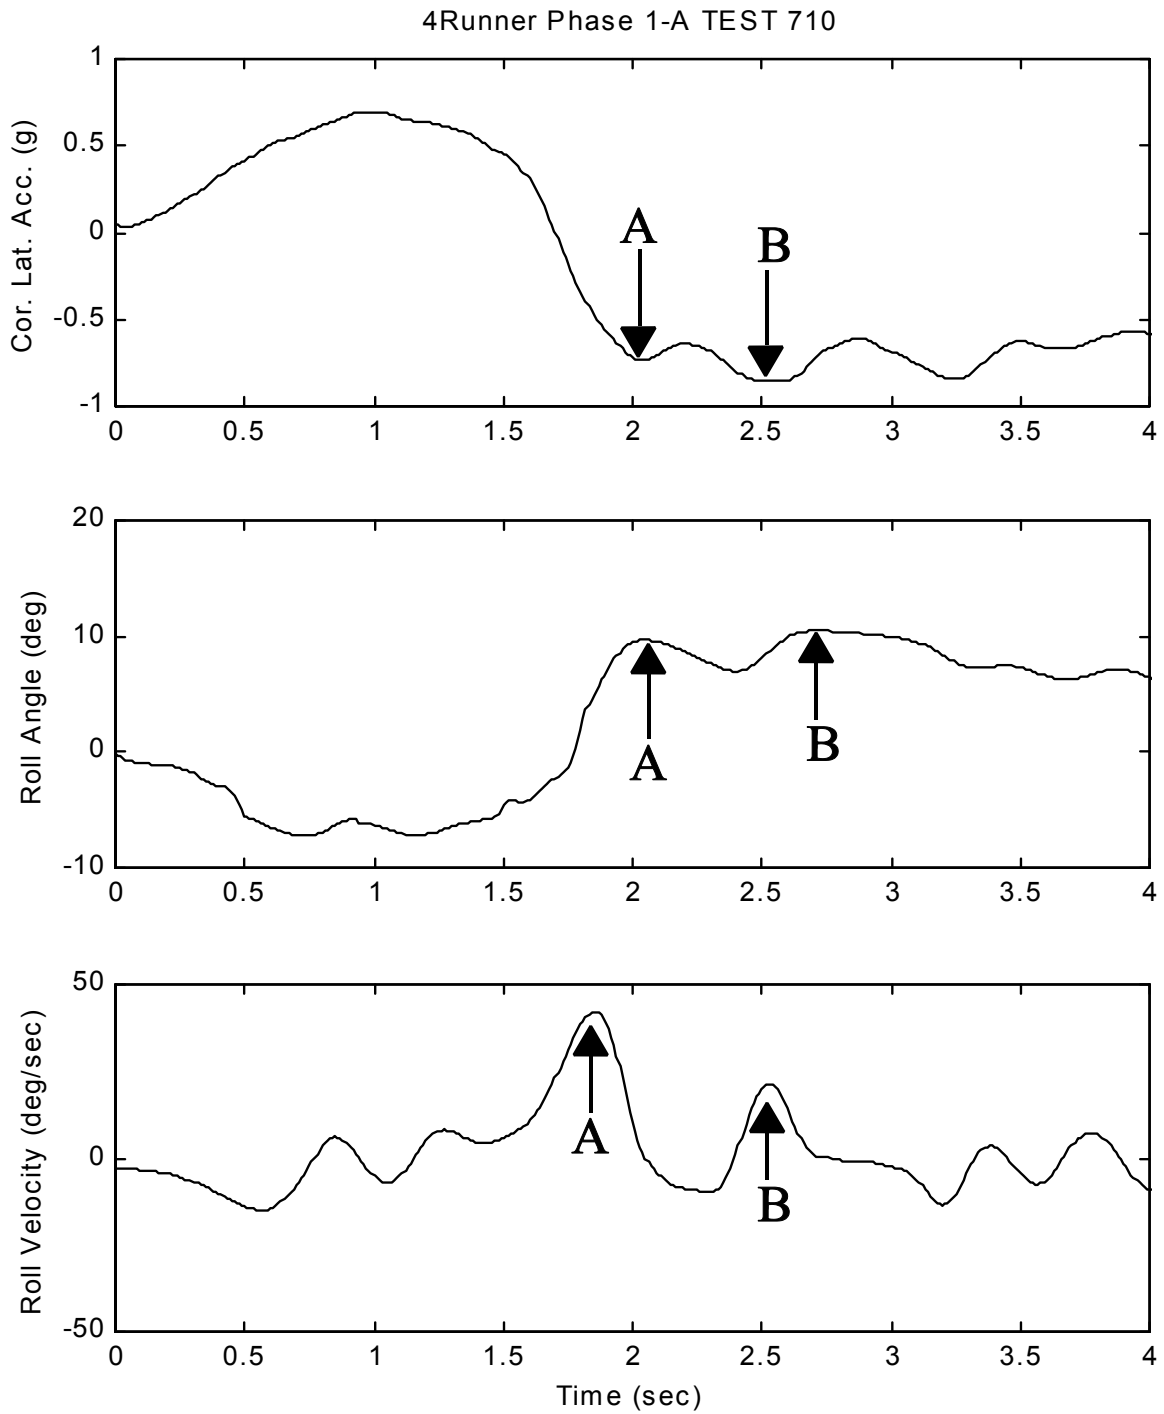 4Runner Phase 1-A TEST 710
Cor. Lat. Acc. (g)
1
0.5
0
-0.5
-1
A
B
0 0.5 1 1.5 2 2.5 3 3.5 4
Roll Angle (deg)
20
10
0
-10
A
B
0 0.5 1 1.5 2 2.5 3 3.5 4
Roll Velocity (deg/sec)
50
0
-50
A
B
0 0.5 1 1.5 2 2.5 3 3.5 4
Time (sec)